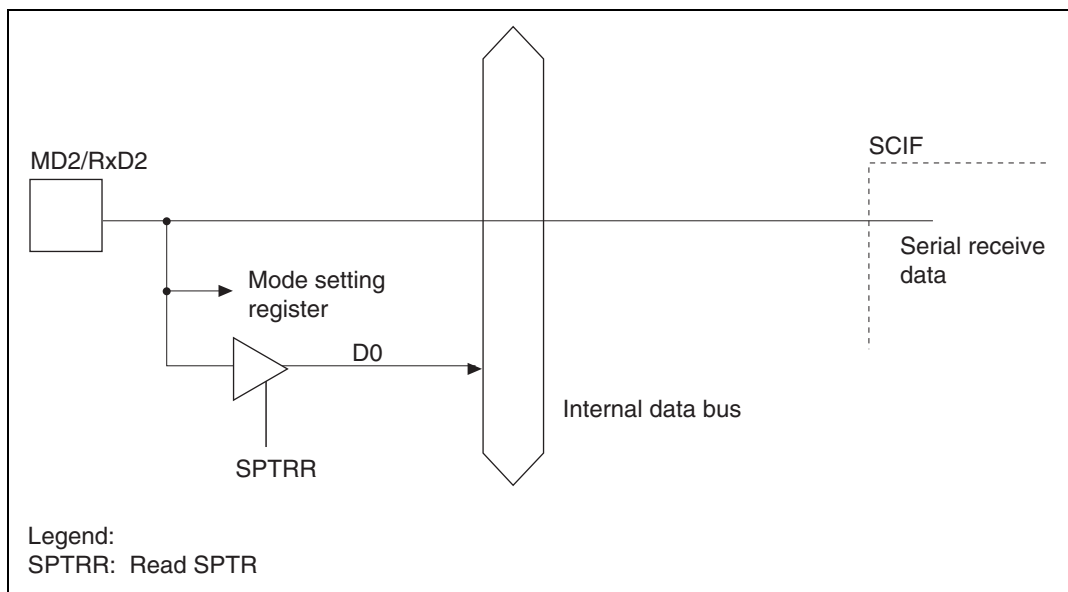 MD2/RxD2
SCIF
Serial receive
data
Mode setting
register
D0
Internal data bus
SPTRR
Legend:
SPTRR: Read SPTR